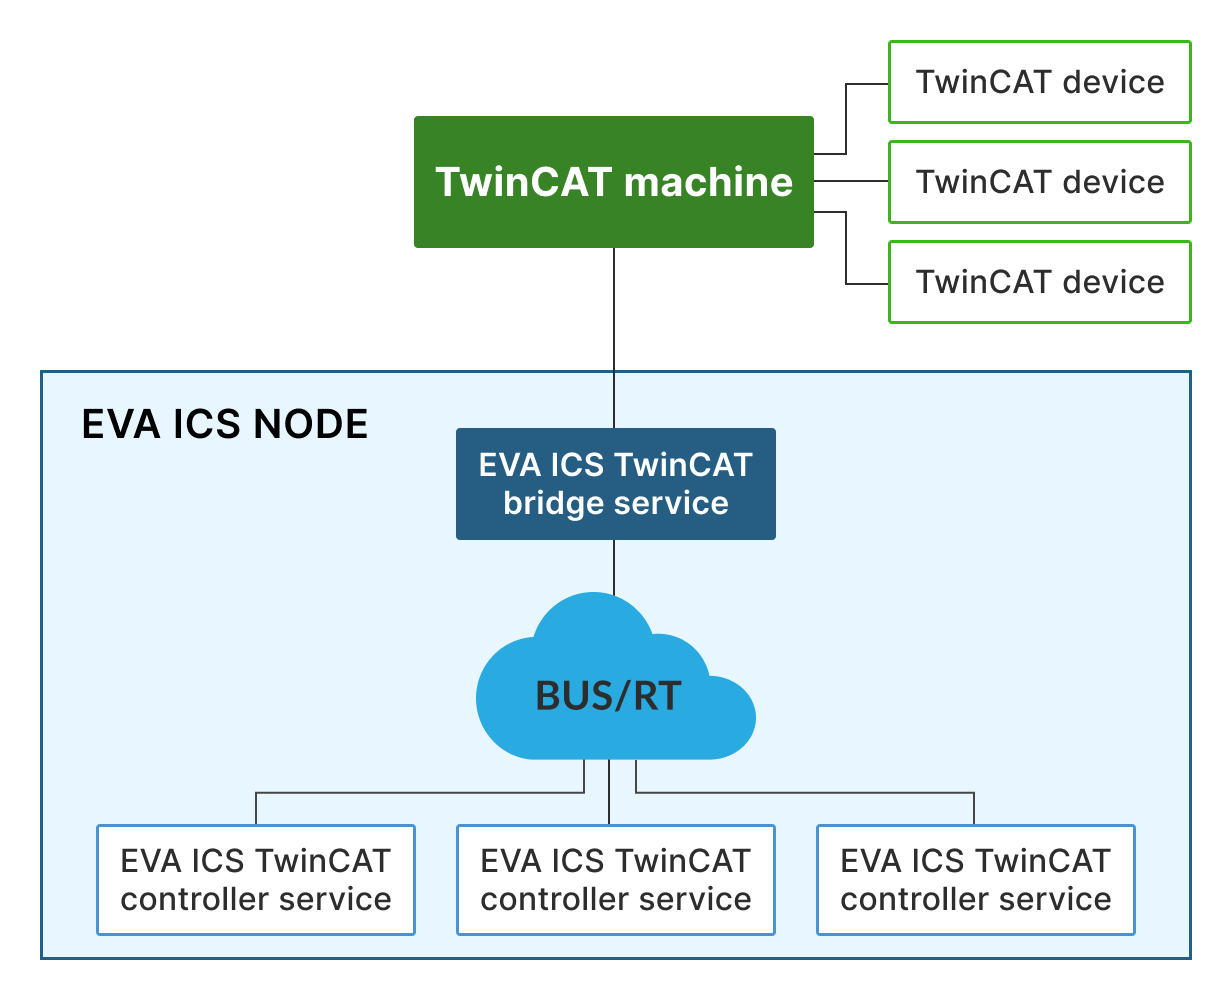 TwinCAT device
TwinCAT machine
TwinCAT device
TwinCAT device
EVA ICS NODE
EVA ICS TwinCAT
bridge service
BUS/RT
EVA ICS TwinCAT
controller service
EVA ICS TwinCAT
controller service
EVA ICS TwinCAT
controller service